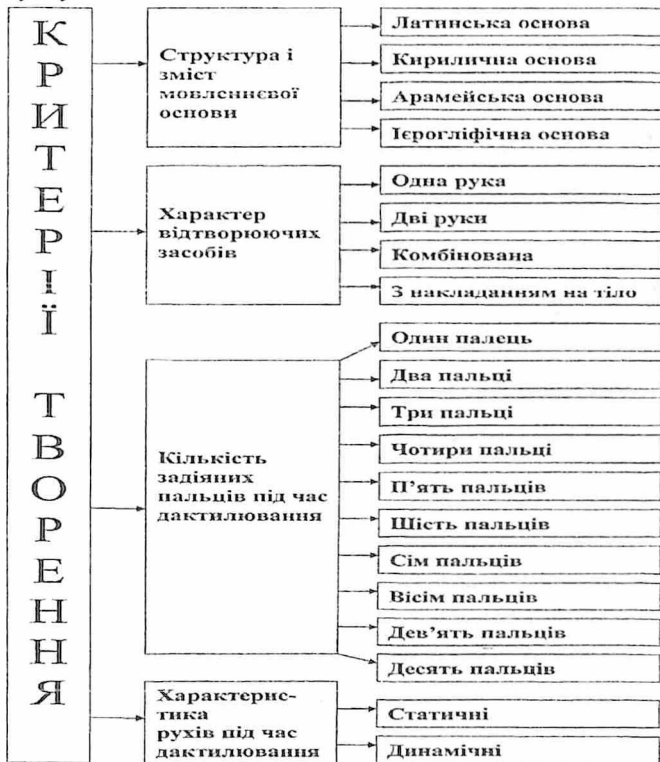 КРИТЕРІЇ ТВОРЕННЯ
Структура і
зміст
мовленнєвої
основи
Латинська основа
Кирилична основа
Арамейська основа
Ієрогліфічна основа
Характер
відтворюючих
засобів
Одна рука
Дві руки
Комбінована
З накладанням на тіло
Кількість
задіяних
пальців під час
дактилювання
Один палець
Два пальці
Три пальці
Чотири пальці
П’ять пальців
Шість пальців
Сім пальців
Вісім пальців
Дев’ять пальців
Десять пальців
Характерис-
тика
рухів під час
дактилювання
Статичні
Динамічні